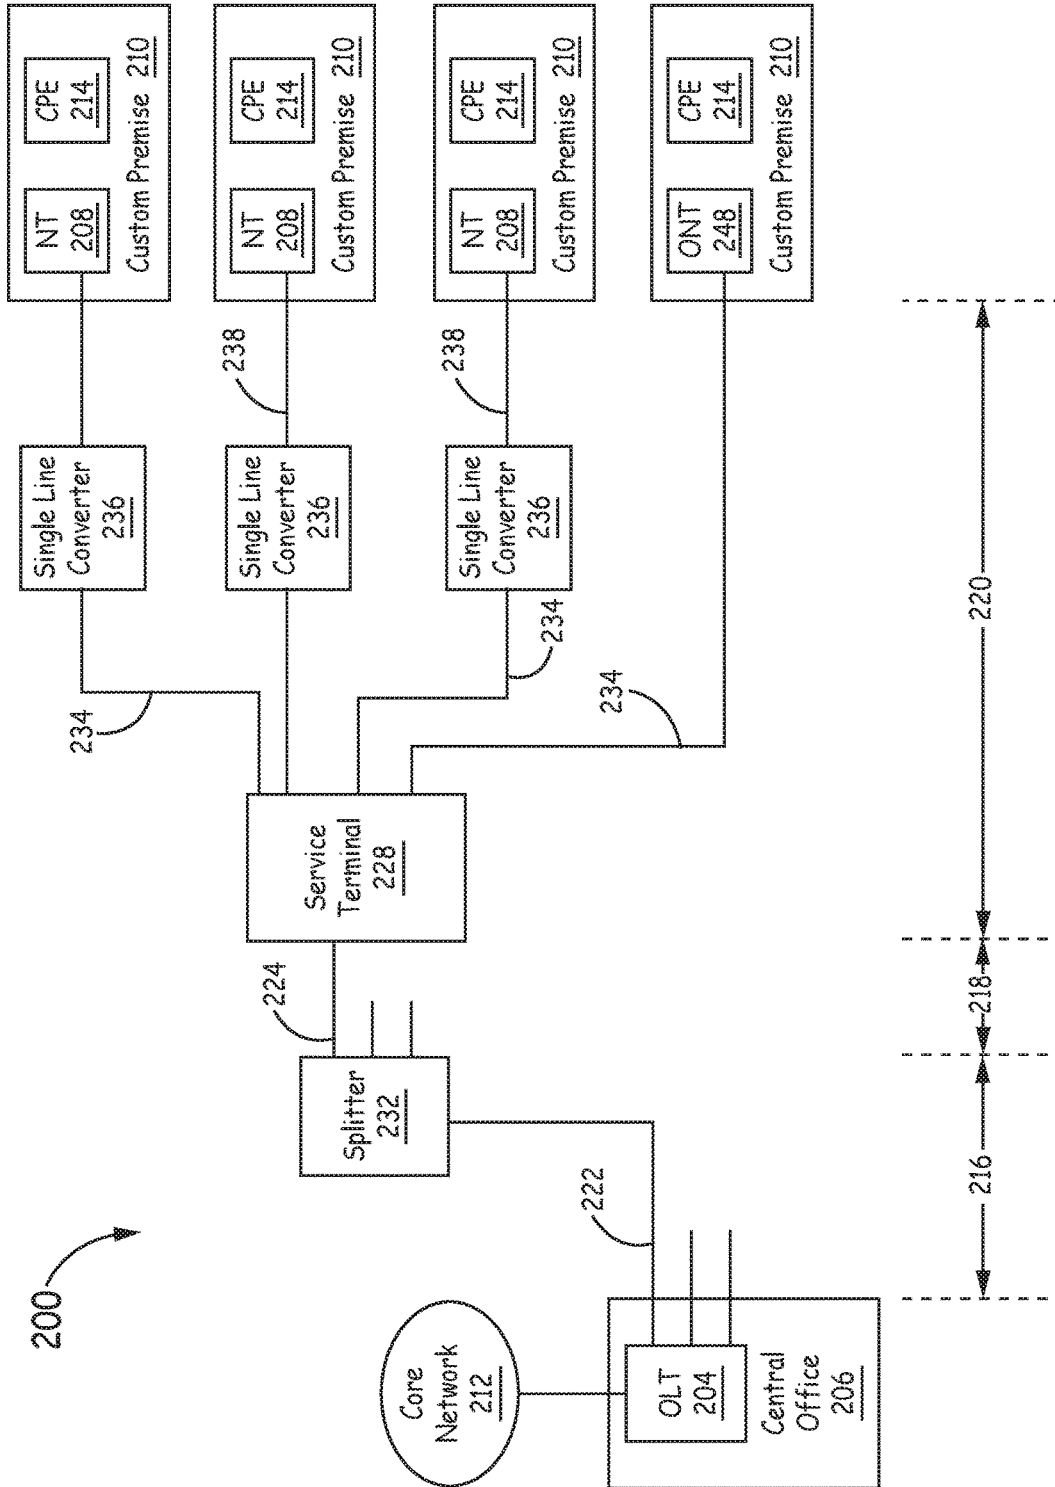 200
Core
Network
212
OLT
204
Central
Office
206
222
Splitter
232
224
Service
Terminal
228
234
234
234
Single Line
Converter
236
Single Line
Converter
236
Single Line
Converter
236
238
238
NT
208
CPE
214
Custom Premise 210
NT
208
CPE
214
Custom Premise 210
NT
208
CPE
214
Custom Premise 210
ONT
248
CPE
214
Custom Premise 210
216
218
220